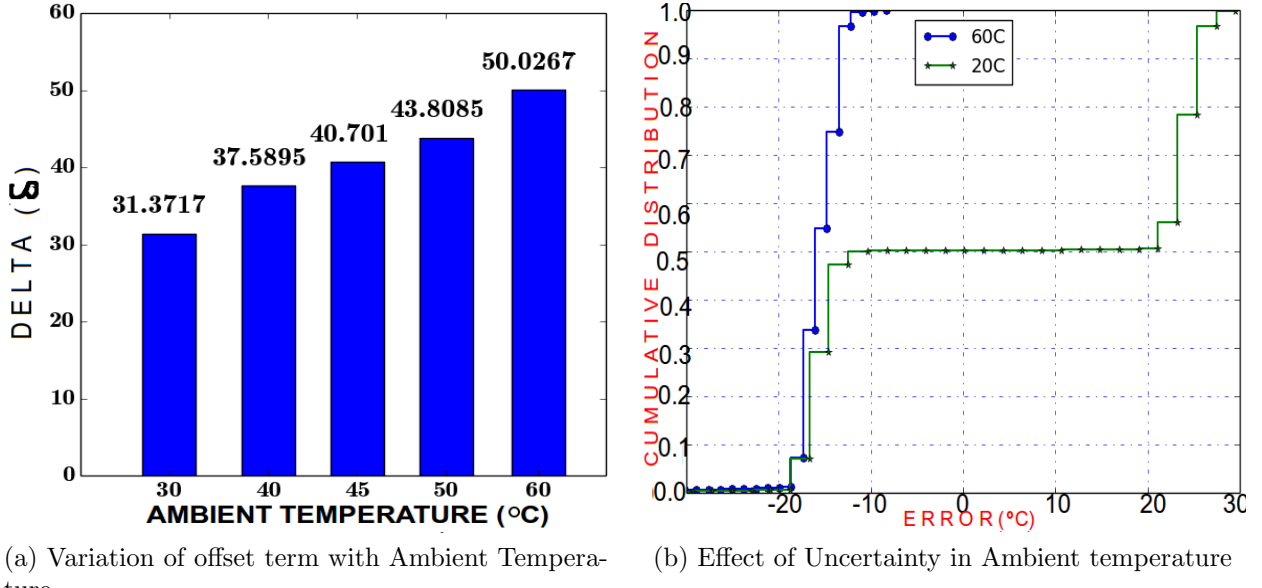 60
50
40
30
20
10
0
DELTA (δ)
31.3717
37.5895
40.701
43.8085
50.0267
30 40 45 50 60
AMBIENT TEMPERATURE (°C)
(a) Variation of offset term with Ambient Tempera-
ture
1.0
0.9
0.8
0.7
0.6
0.5
0.4
0.3
0.2
0.1
0.0
CUMULATIVE DISTRIBUTION
60C
20C
-20 -10 0 10 20 30
ERROR(°C)
(b) Effect of Uncertainty in Ambient temperature